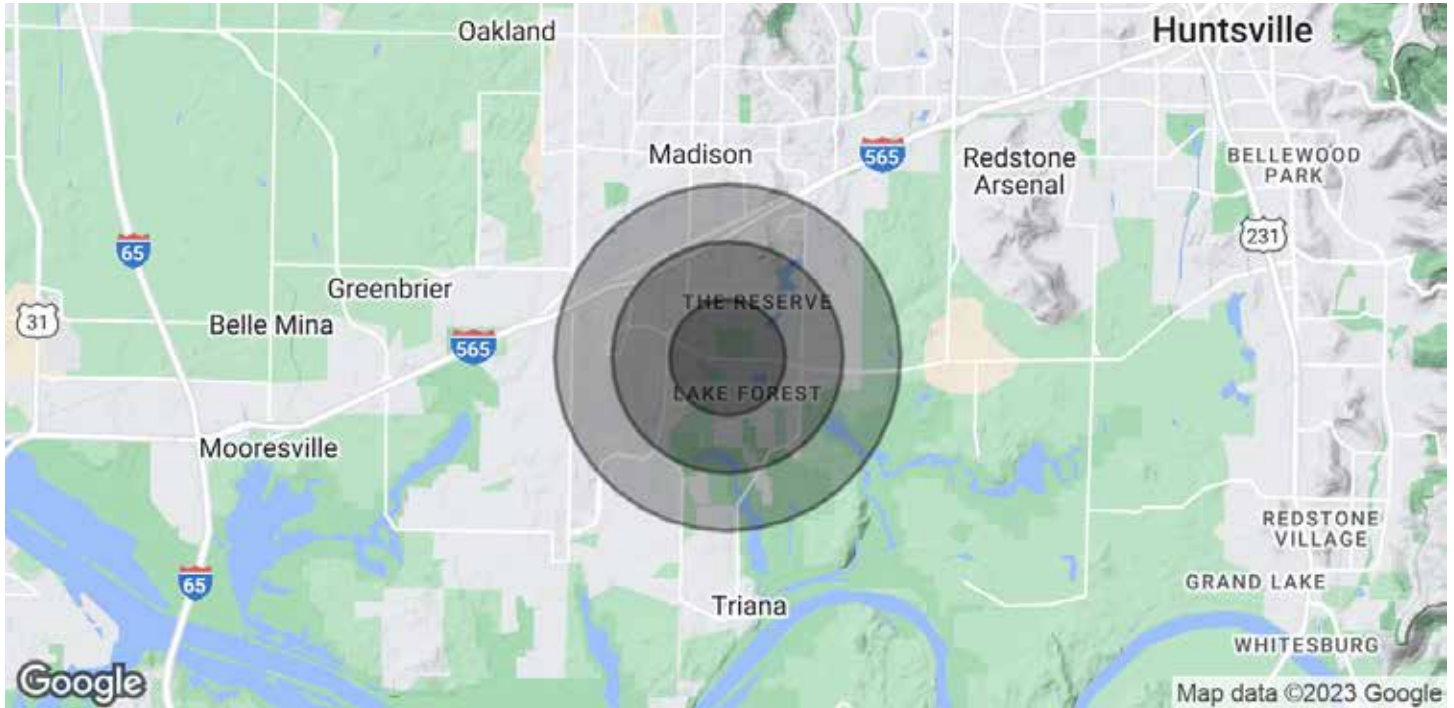 Oakland
Huntsville
Madison
565
Redstone
Arsenal
BELLEWOOD
PARK
65
231
Greenbrier
THE RESERVE
31
Belle Mina
565
LAKE FOREST
Mooresville
REDSTONE
VILLAGE
65
GRAND LAKE
Triana
WHITESBURG
Google
Map data ©2023 Google